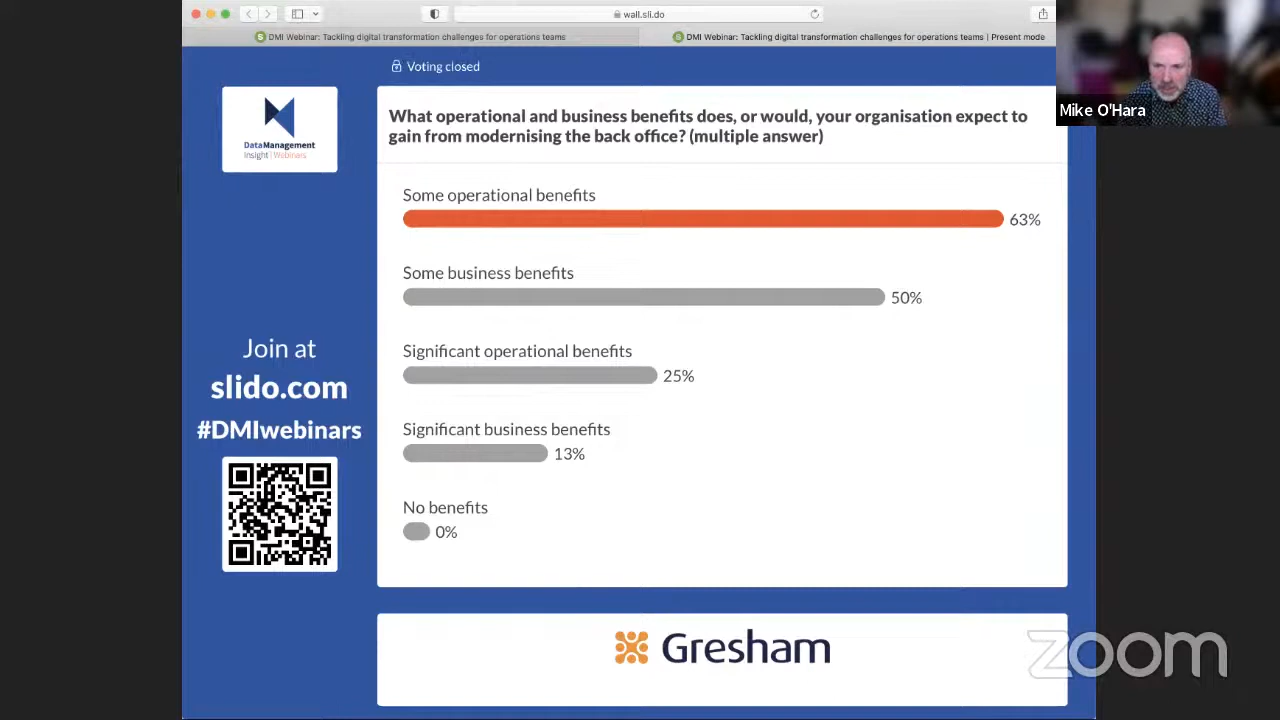 wall.sli.do
DMI Webinar: Tackling digital transformation challenges for operations teams
DMI Webinar: Tackling digital transformation challenges for operations teams | Present mode
Mike O'Hara
Voting closed
DataManagement
Insight | Webinars
What operational and business benefits does, or would, your organisation expect to
gain from modernising the back office? (multiple answer)
Some operational benefits
63%
Some business benefits
50%
Significant operational benefits
25%
Significant business benefits
13%
No benefits
0%
Join at
slido.com
#DMIwebinars
Gresham
zoom